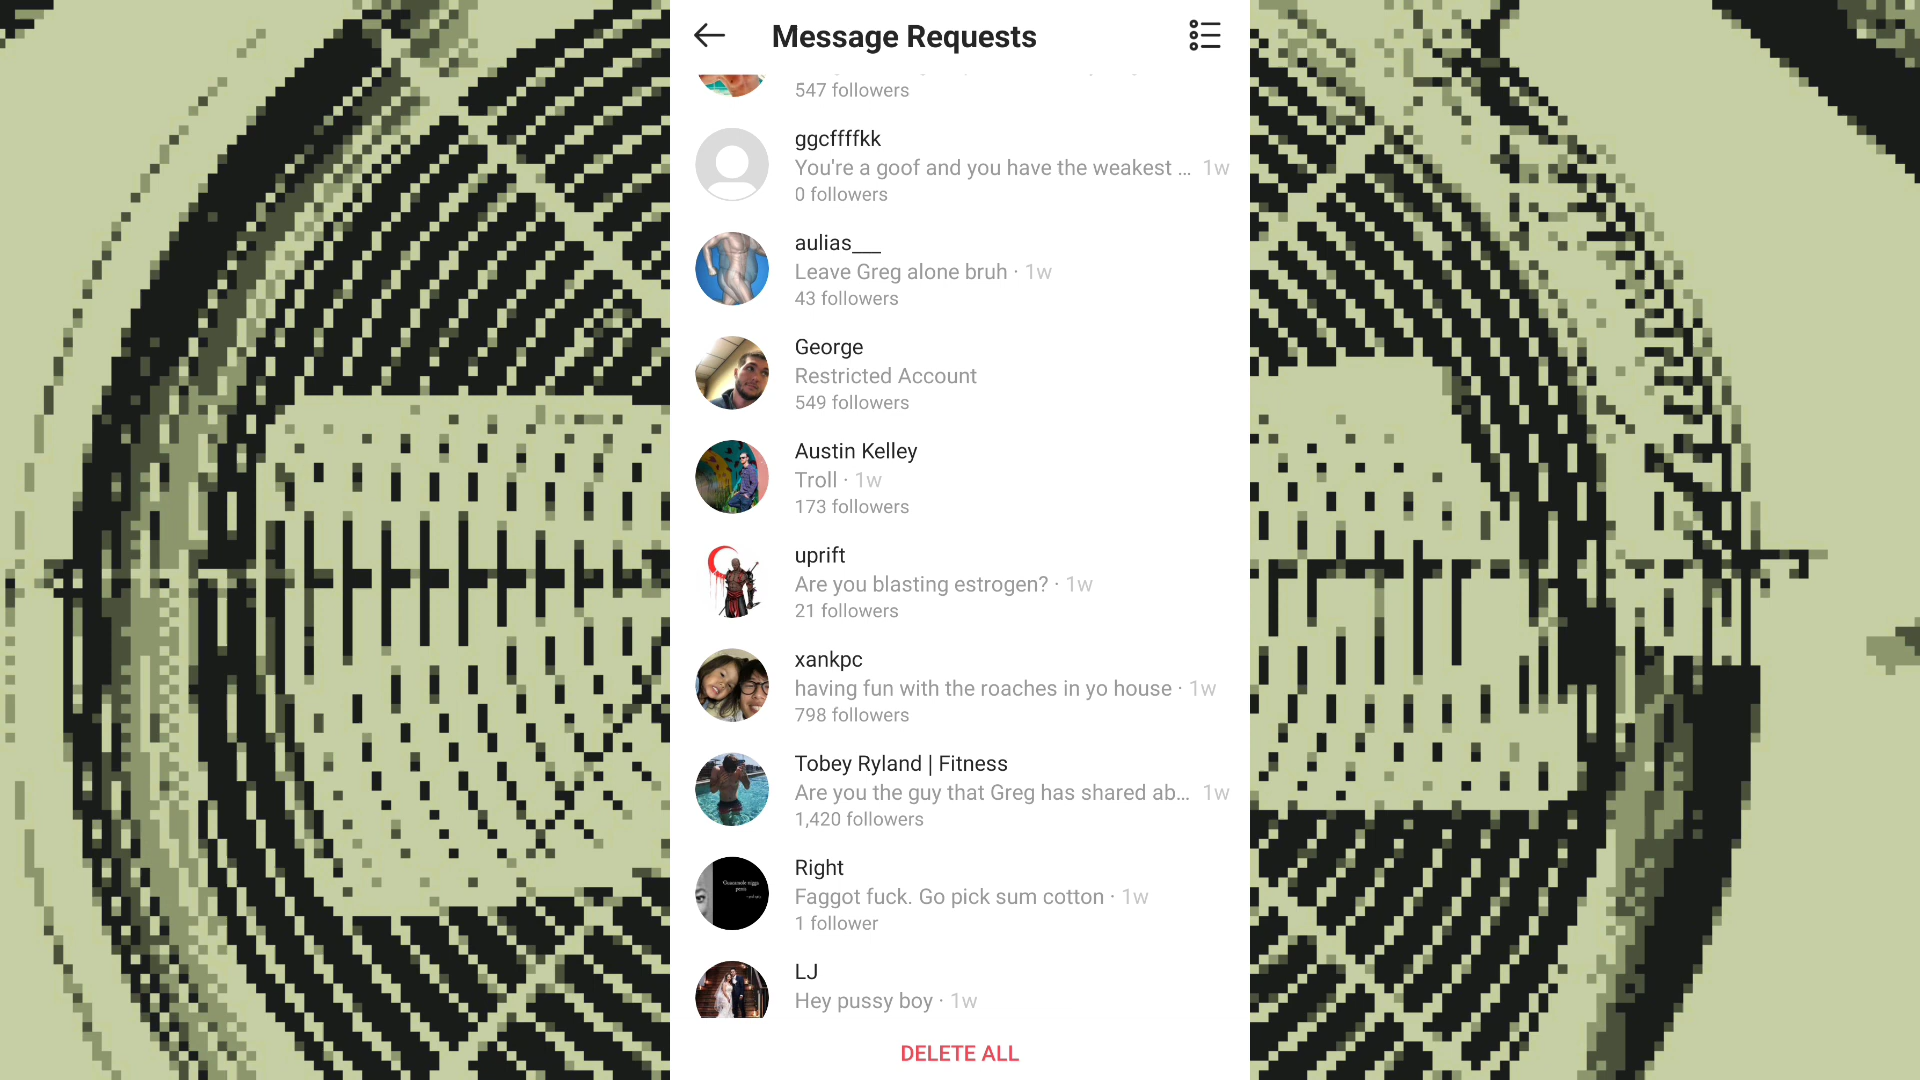 Message Requests
547 followers
ggcffffkk
You're a goof and you have the weakest ... 1w
0 followers
aulias___
Leave Greg alone bruh · 1w
43 followers
George
Restricted Account
549 followers
Austin Kelley
Troll · 1w
173 followers
uprift
Are you blasting estrogen? · 1w
21 followers
xankpc
having fun with the roaches in yo house · 1w
798 followers
Tobey Ryland | Fitness
Are you the guy that Greg has shared ab... 1w
1,420 followers
Right
Faggot fuck. Go pick sum cotton · 1w
1 follower
LJ
Hey pussy boy · 1w
DELETE ALL